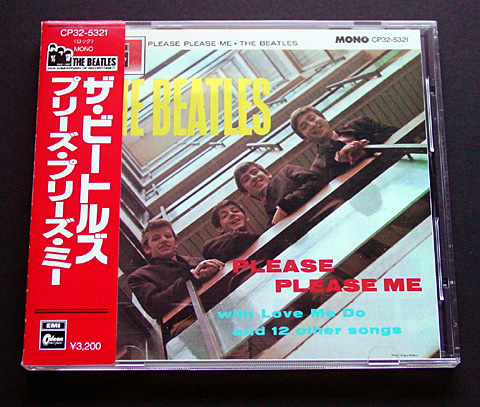 CP32-5321
〈ロック〉
MONO
THE BEATLES
ザ・ビートルズ
プリーズ・プリーズ・ミー
EMI
Odeon
¥3,200
PLEASE PLEASE ME • THE BEATLES
MONO CP32-5321
THE BEATLES
PLEASE
PLEASE ME
with Love Me Do
and 12 other songs